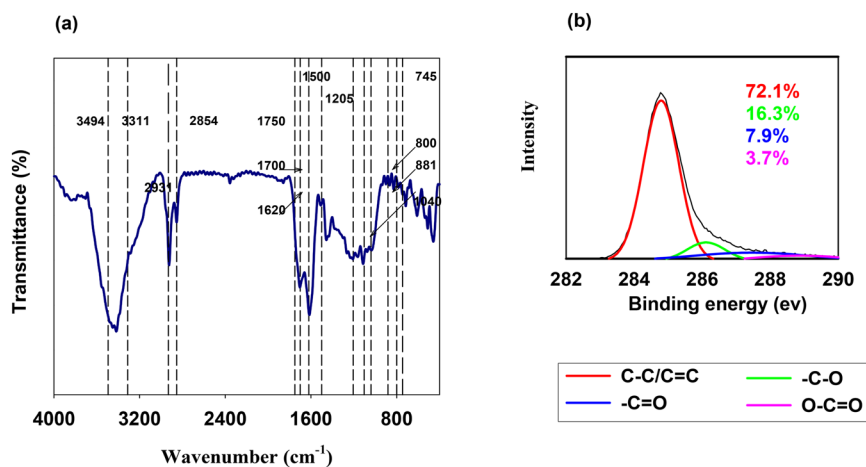 (a)
3494
3311
2931
2854
1750
1700
1620
1500
1205
745
800
881
1040
Transmittance (%)
4000
3200
2400
1600
800
Wavenumber (cm-1)
(b)
72.1%
16.3%
7.9%
3.7%
Intensity
282
284
286
288
290
Binding energy (ev)
C-C/C=C
-C-O
-C=O
O-C=O